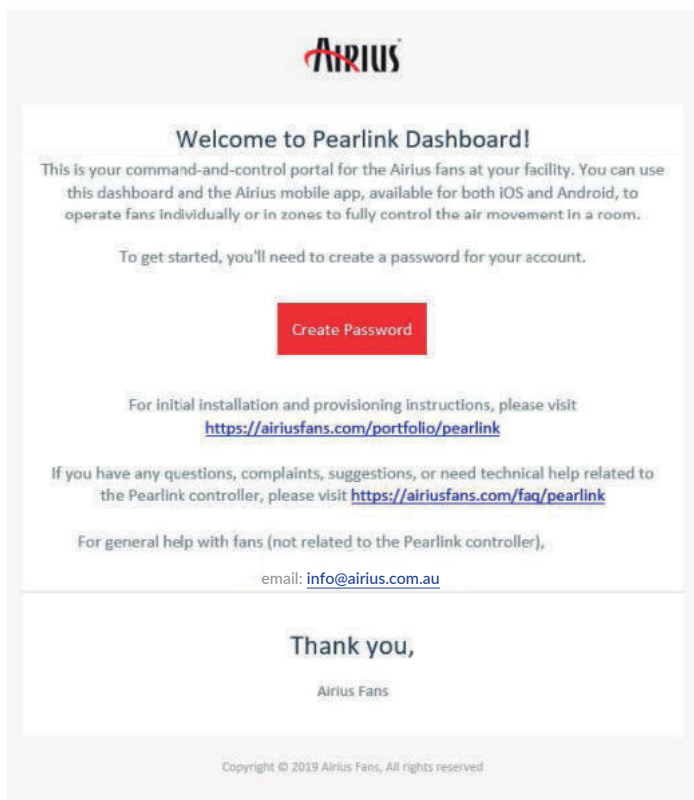 AIRIUS
Welcome to Pearlink Dashboard!
This is your command-and-control portal for the Airius fans at your facility. You can use
this dashboard and the Airius mobile app, available for both iOS and Android, to
operate fans individually or in zones to fully control the air movement in a room.
To get started, you'll need to create a password for your account.
Create Password
For initial installation and provisioning instructions, please visit
https://airiusfans.com/portfolio/pearlink
If you have any questions, complaints, suggestions, or need technical help related to
the Pearlink controller, please visit https://airiusfans.com/faq/pearlink
For general help with fans (not related to the Pearlink controller),
email: info@airius.com.au
Thank you,
Airius Fans
Copyright © 2019 Airius Fans, All rights reserved